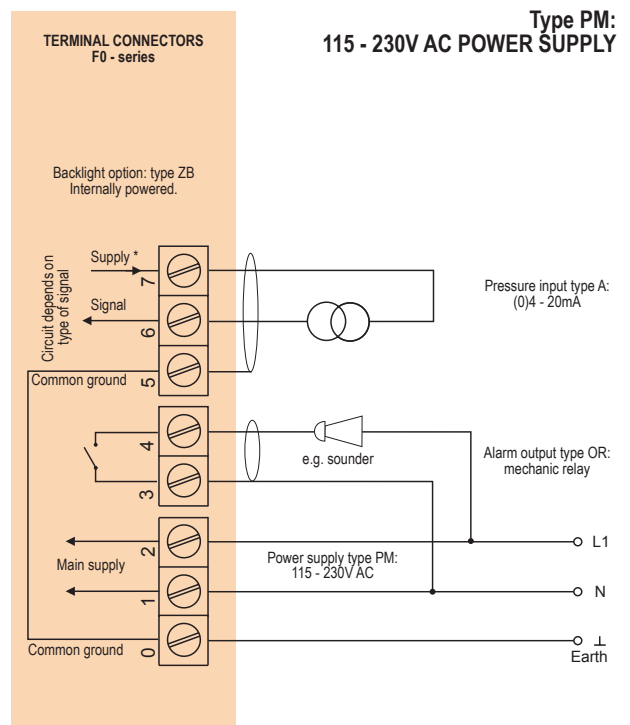 Type PM:
115 - 230V AC POWER SUPPLY
TERMINAL CONNECTORS
F0 - series
Backlight option: type ZB
Internally powered.
Circuit depends on
type of signal
Supply *
7
Signal
6
Common ground
5
Pressure input type A:
(0)4 - 20mA
4
e.g. sounder
3
Alarm output type OR:
mechanic relay
2
Main supply
1
Power supply type PM:
115 - 230V AC
L1
N
Common ground
0
Earth